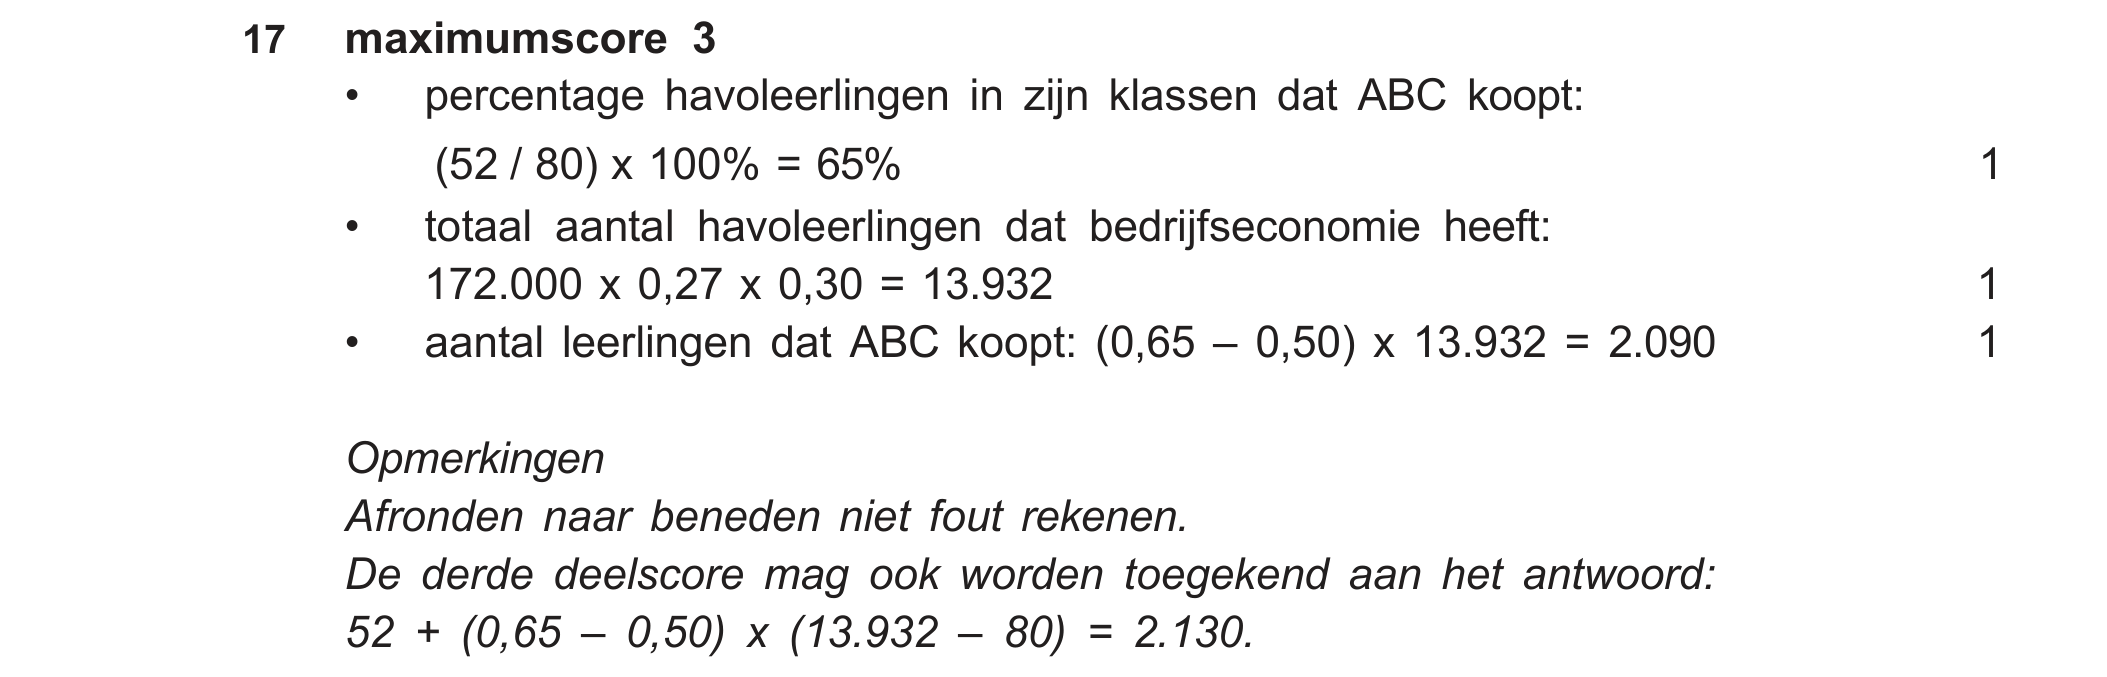 17 maximumscore 3
• percentage havoleerlingen in zijn klassen dat ABC koopt:
(52 / 80) x 100% = 65% 1
• totaal aantal havoleerlingen dat bedrijfseconomie heeft:
172.000 x 0,27 x 0,30 = 13.932 1
• aantal leerlingen dat ABC koopt: (0,65 – 0,50) x 13.932 = 2.090 1
Opmerkingen
Afronden naar beneden niet fout rekenen.
De derde deelscore mag ook worden toegekend aan het antwoord:
52 + (0,65 – 0,50) x (13.932 – 80) = 2.130.